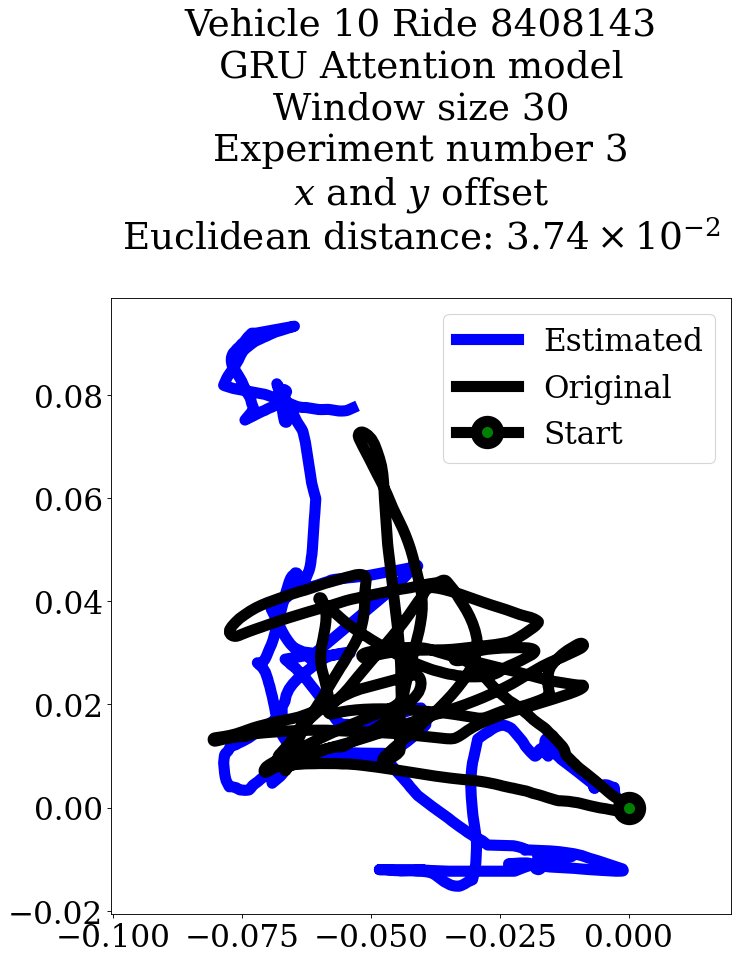 Vehicle 10 Ride 8408143
GRU Attention model
Window size 30
Experiment number 3
x and y offset
Euclidean distance: 3.74 × 10⁻²
Estimated
Original
Start
0.08
0.06
0.04
0.02
0.00
−0.02
−0.100 −0.075 −0.050 −0.025 0.000